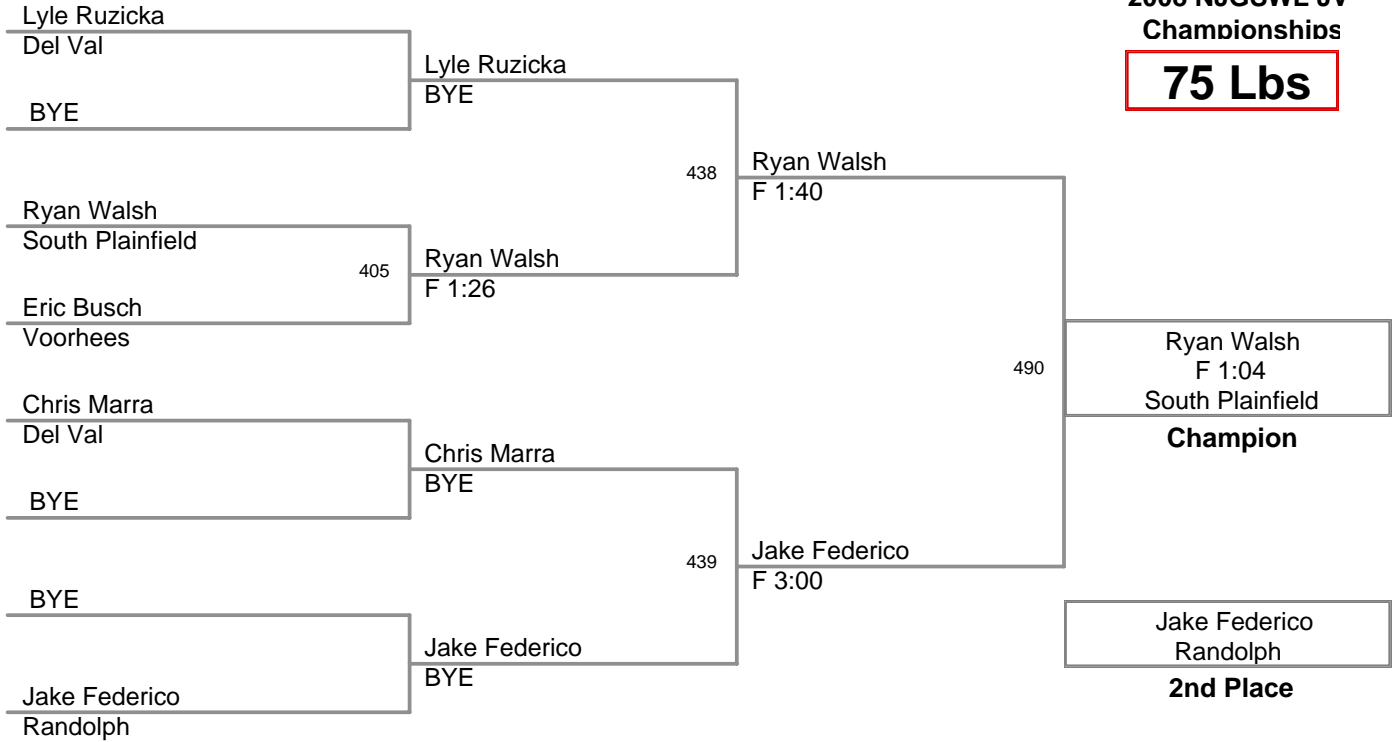 Championships
75 Lbs
Lyle Ruzicka
Del Val
BYE
Ryan Walsh
South Plainfield
Eric Busch
Voorhees
Chris Marra
Del Val
BYE
BYE
Jake Federico
Randolph
Lyle Ruzicka
BYE
405
Ryan Walsh
F 1:26
Chris Marra
BYE
Jake Federico
BYE
438
Ryan Walsh
F 1:40
439
Jake Federico
F 3:00
490
Ryan Walsh
F 1:04
South Plainfield
Champion
Jake Federico
Randolph
2nd Place